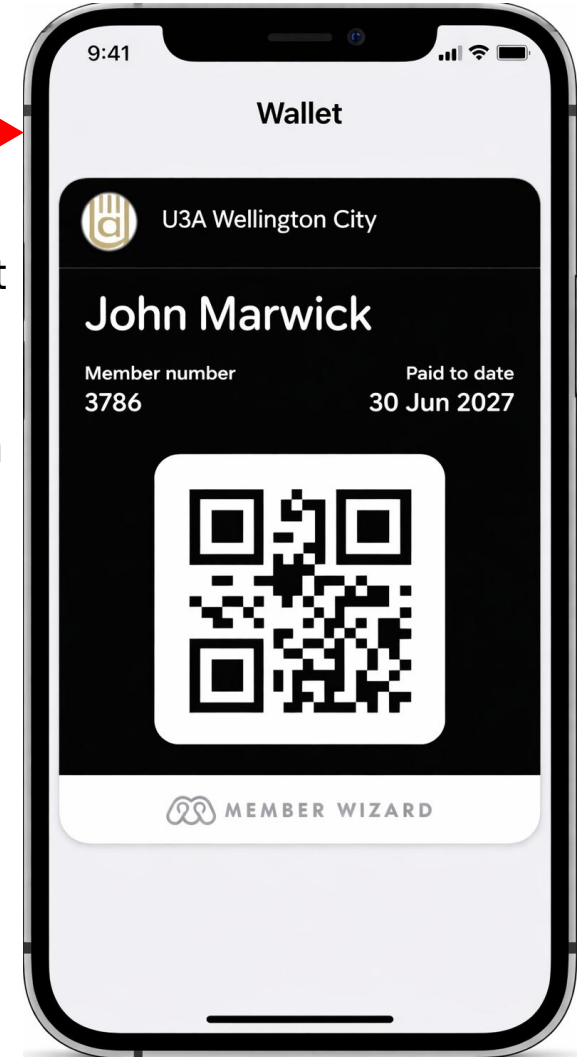 9:41
Wallet
U3A Wellington City
John Marwick
Member number
3786
Paid to date
30 Jun 2027
MEMBER WIZARD